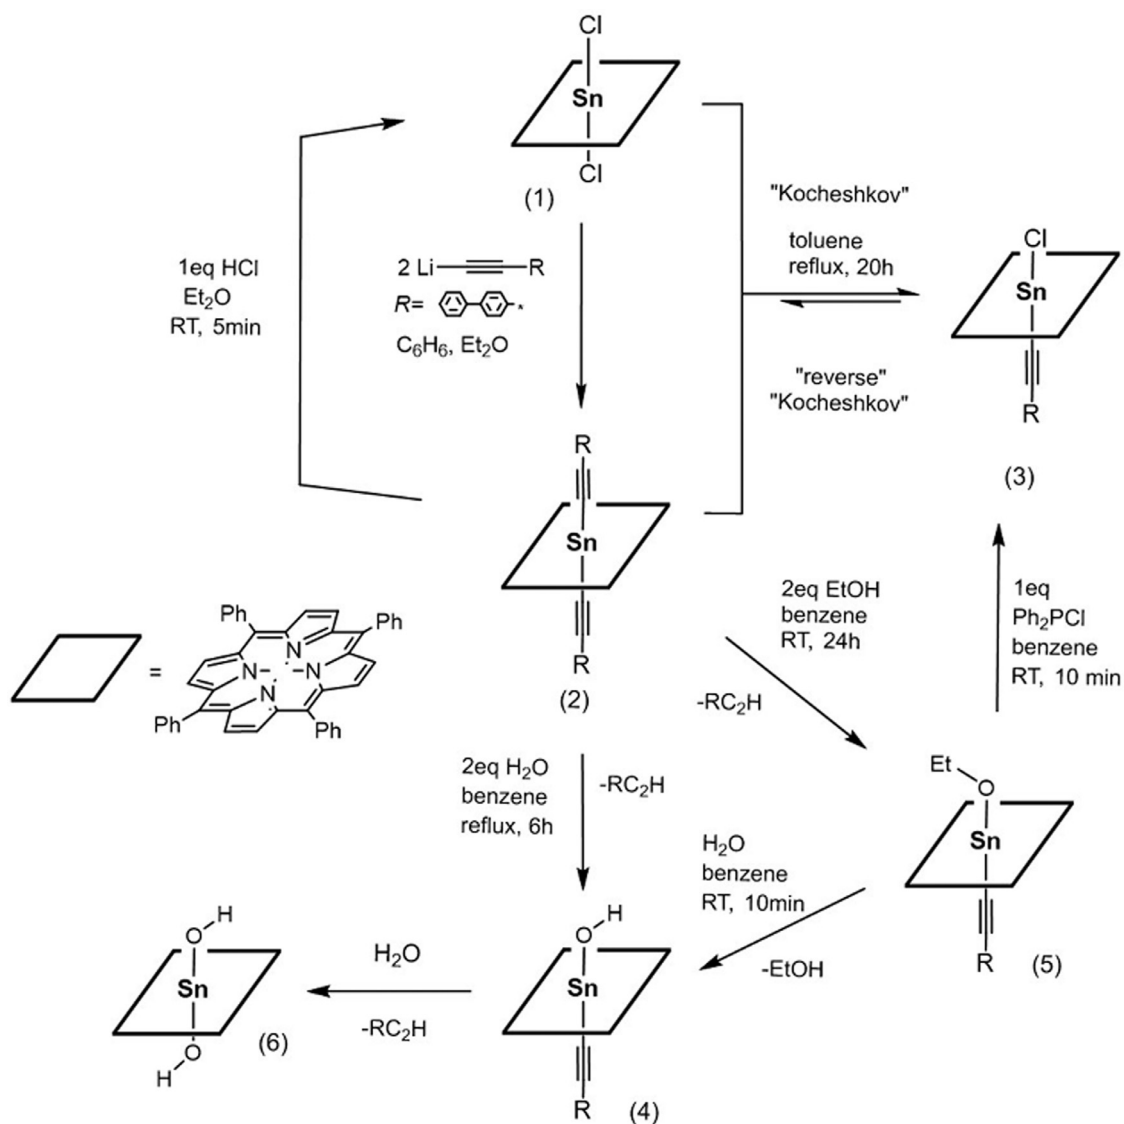 Cl
Sn
Cl
(1)
1eq HCl
Et₂O
RT, 5min
2 Li R
R= *
C₆H₆, Et₂O
"Kocheshkov"
toluene
reflux, 20h
"reverse"
"Kocheshkov"
Cl
Sn
R
(3)
R
Sn
R
(2)
= Ph Ph N N N N Ph Ph
2eq EtOH
benzene
RT, 24h
-RC₂H
1eq
Ph₂PCl
benzene
RT, 10 min
2eq H₂O
benzene
reflux, 6h
-RC₂H
Et
O
Sn
R
(5)
H₂O
benzene
RT, 10min
-EtOH
H
O
Sn
R
(4)
H₂O
-RC₂H
H
O
Sn
O
H
(6)